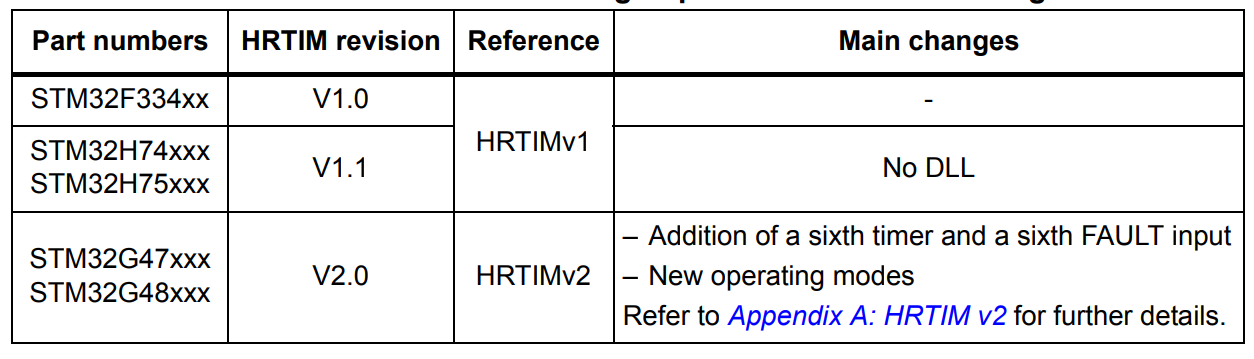 Part numbers HRTIM revision Reference Main changes
STM32F334xx V1.0 HRTIMv1 -
STM32H74xxx
STM32H75xxx V1.1 No DLL
STM32G47xxx
STM32G48xxx V2.0 HRTIMv2 – Addition of a sixth timer and a sixth FAULT input
– New operating modes
Refer to Appendix A: HRTIM v2 for further details.